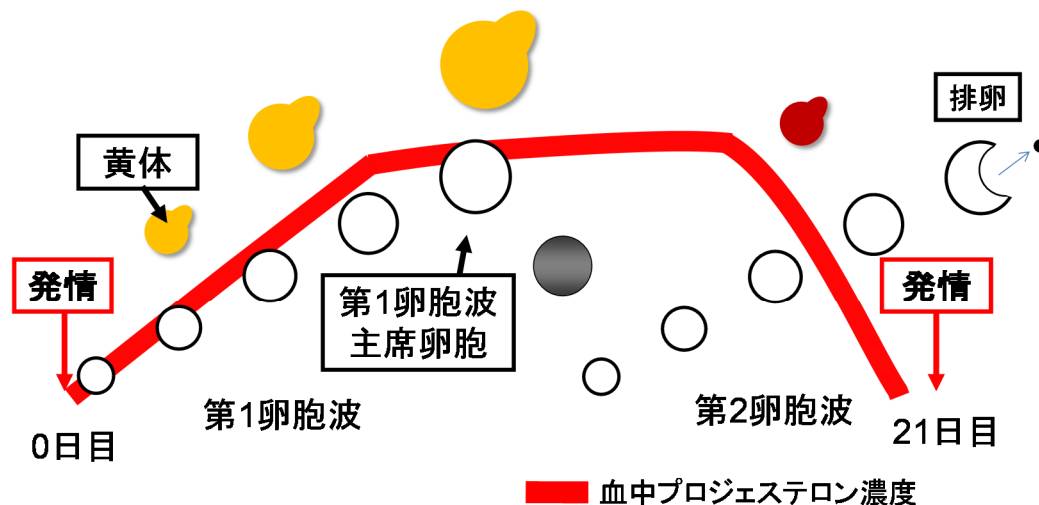 排卵
黄体
発情
第1卵胞波
主席卵胞
発情
第1卵胞波
第2卵胞波
0日目
21日目
血中プロジェステロン濃度